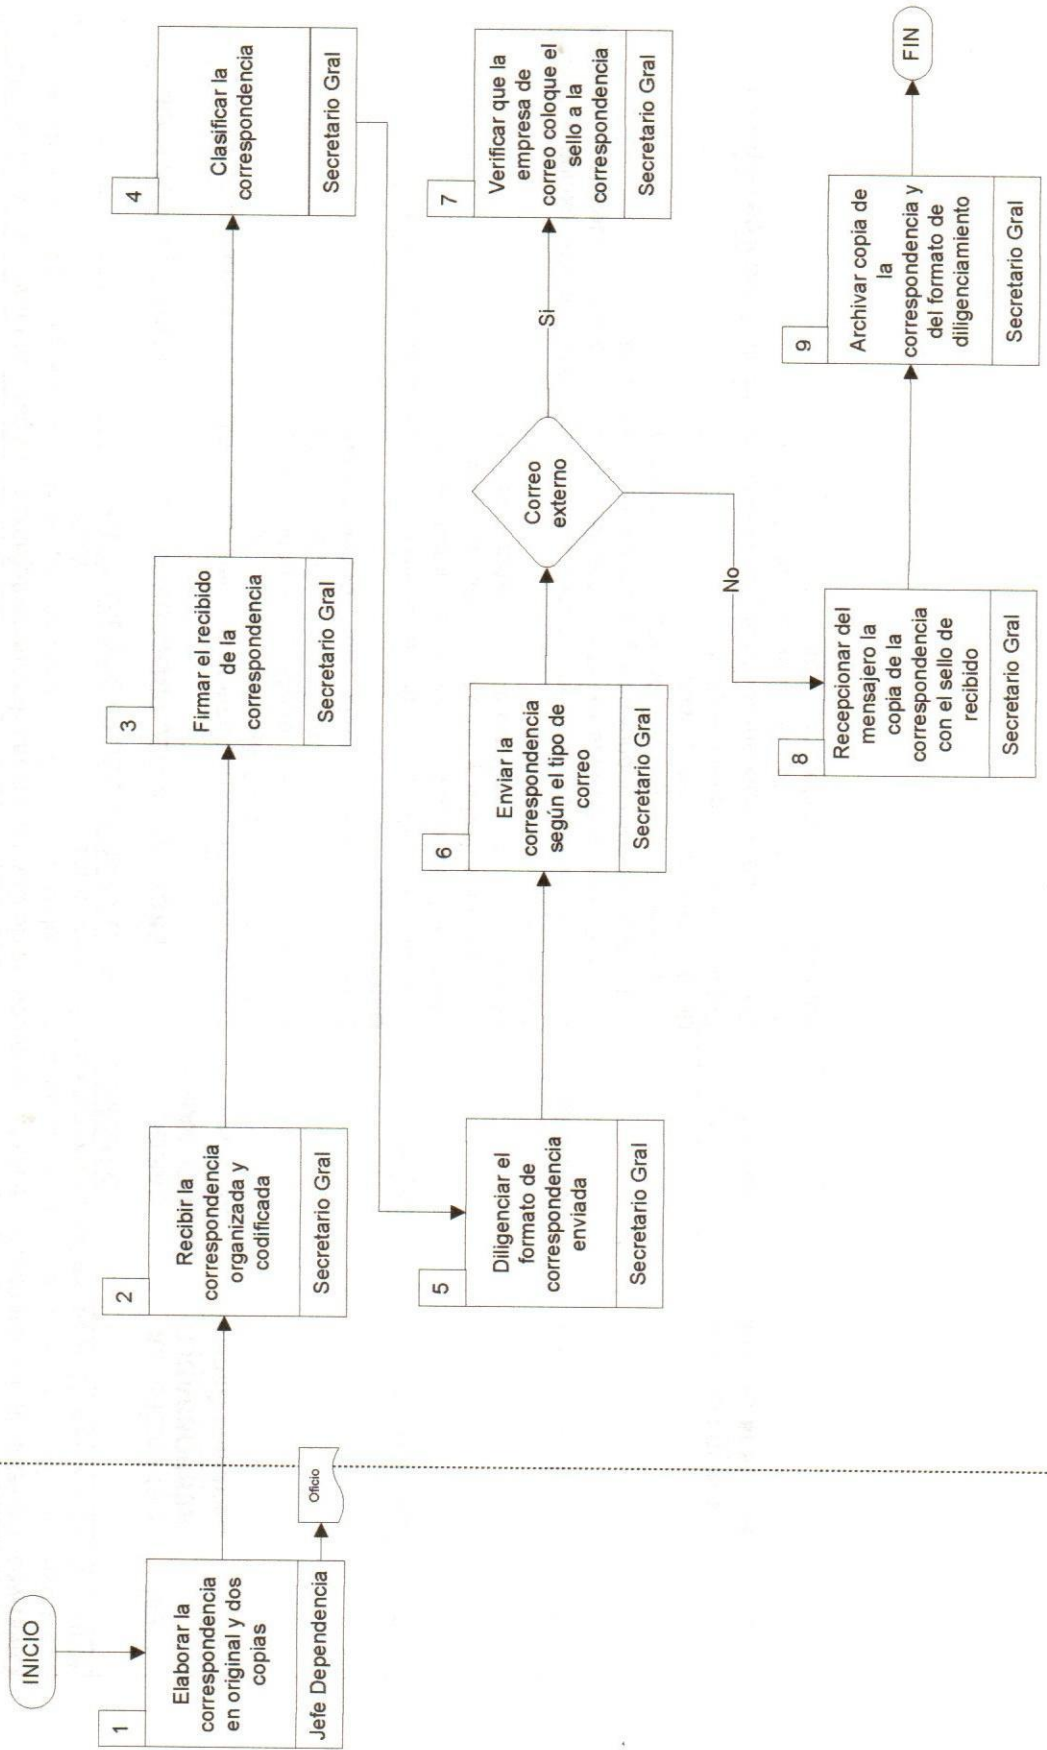 INICIO
1
Elaborar la
correspondencia
en original y dos
copias
Jefe Dependencia
Oficio
2
Recibir la
correspondencia
organizada y
codificada
Secretario Gral
3
Firmar el recibido
de la
correspondencia
Secretario Gral
4
Clasificar la
correspondencia
Secretario Gral
5
Diligenciar el
formato de
correspondencia
enviada
Secretario Gral
6
Enviar la
correspondencia
según el tipo de
correo
Secretario Gral
Correo
externo
Si
7
Verificar que la
empresa de
correo coloque el
sello a la
correspondencia
Secretario Gral
No
8
Recepcionar del
mensajero la
copia de la
correspondencia
con el sello de
recibido
Secretario Gral
9
Archivar copia de
la
correspondencia y
del formato de
diligenciamiento
Secretario Gral
FIN